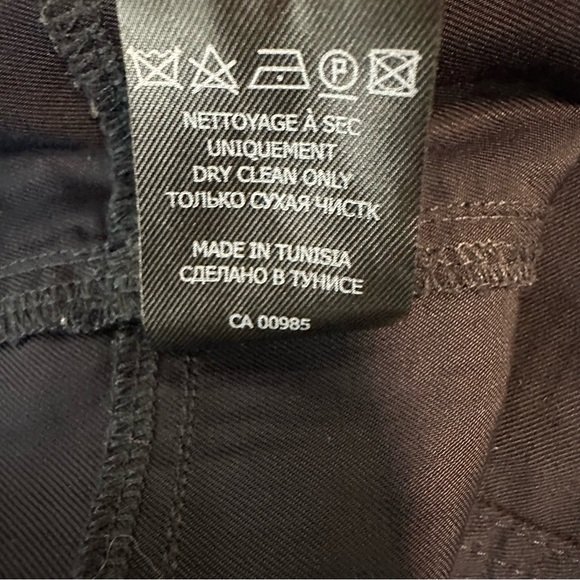 P
NETTOYAGE À SEC
UNIQUEMENT
DRY CLEAN ONLY
ТОЛЬКО СУХАЯ ЧИСТК
MADE IN TUNISIA
СДЕЛАНО В ТУНИСЕ
CA 00985